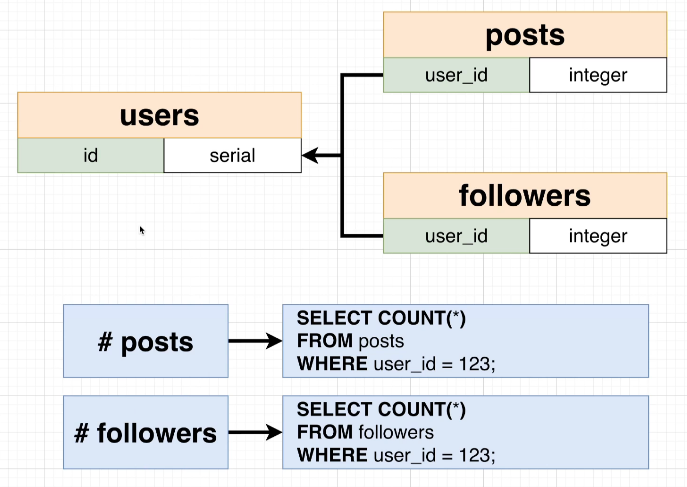 posts
user_id integer
users
id serial
followers
user_id integer
# posts
SELECT COUNT(*)
FROM posts
WHERE user_id = 123;
# followers
SELECT COUNT(*)
FROM followers
WHERE user_id = 123;